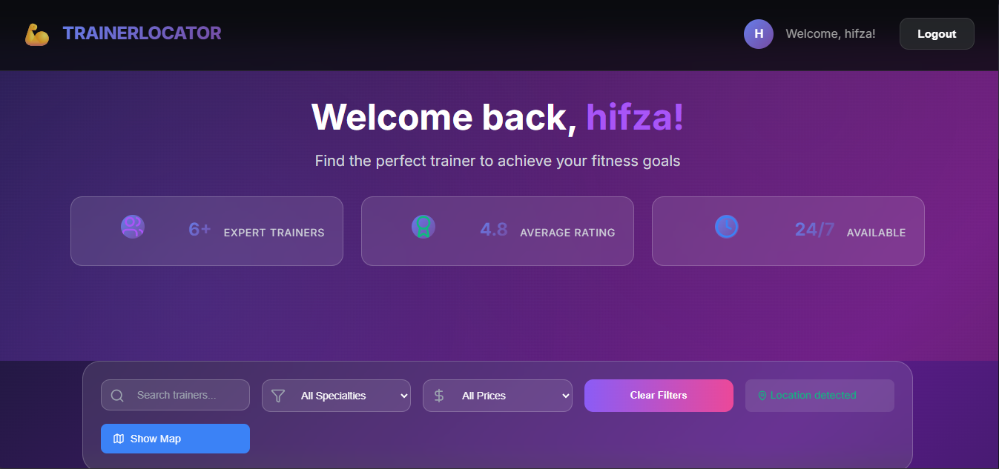 TRAINERLOCATOR
H
Welcome, hifza!
Logout
Welcome back, hifza!
Find the perfect trainer to achieve your fitness goals
6+ EXPERT TRAINERS
4.8 AVERAGE RATING
24/7 AVAILABLE
Search trainers...
All Specialties
$ All Prices
Clear Filters
Location detected
Show Map